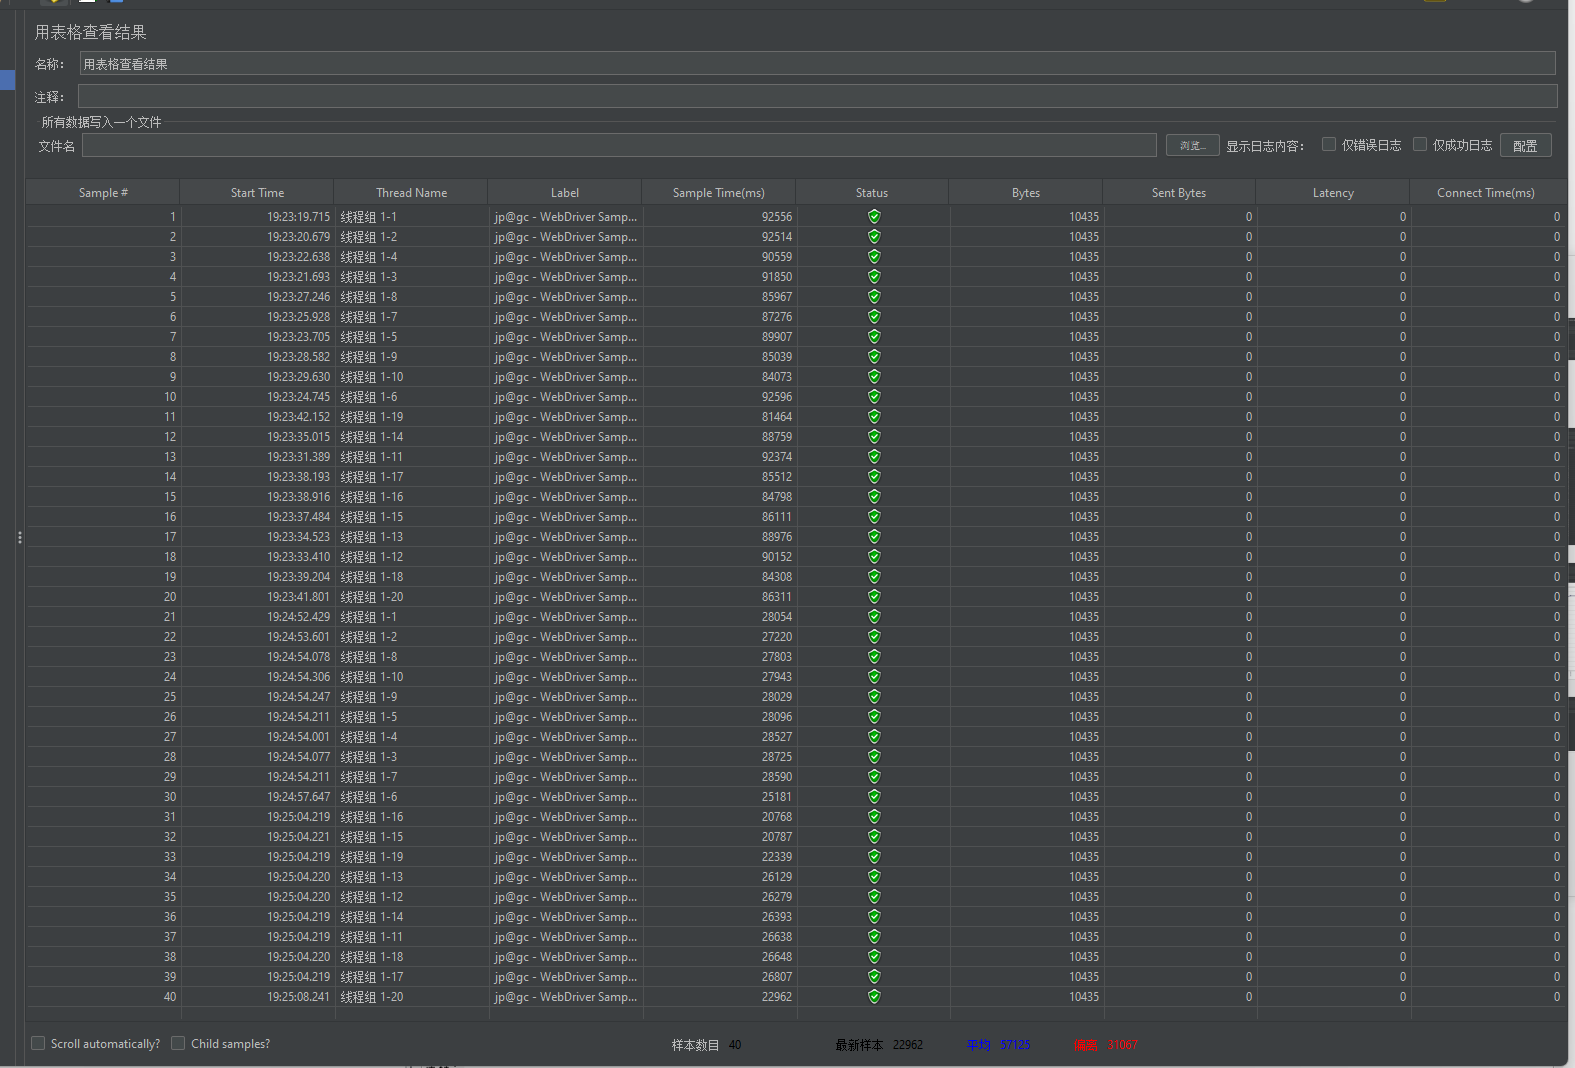 用表格查看结果
名称： 用表格查看结果
注释：
所有数据写入一个文件
文件名 浏览... 显示日志内容： 仅错误日志 仅成功日志 配置
Sample # Start Time Thread Name Label Sample Time(ms) Status Bytes Sent Bytes Latency Connect Time(ms)
1 19:23:19.715 线程组 1-1 jp@gc - WebDriver Samp... 92556 10435 0 0 0
2 19:23:20.679 线程组 1-2 jp@gc - WebDriver Samp... 92514 10435 0 0 0
3 19:23:22.638 线程组 1-4 jp@gc - WebDriver Samp... 90559 10435 0 0 0
4 19:23:21.693 线程组 1-3 jp@gc - WebDriver Samp... 91850 10435 0 0 0
5 19:23:27.246 线程组 1-8 jp@gc - WebDriver Samp... 85967 10435 0 0 0
6 19:23:25.928 线程组 1-7 jp@gc - WebDriver Samp... 87276 10435 0 0 0
7 19:23:23.705 线程组 1-5 jp@gc - WebDriver Samp... 89907 10435 0 0 0
8 19:23:28.582 线程组 1-9 jp@gc - WebDriver Samp... 85039 10435 0 0 0
9 19:23:29.630 线程组 1-10 jp@gc - WebDriver Samp... 84073 10435 0 0 0
10 19:23:24.745 线程组 1-6 jp@gc - WebDriver Samp... 92596 10435 0 0 0
11 19:23:42.152 线程组 1-19 jp@gc - WebDriver Samp... 81464 10435 0 0 0
12 19:23:35.015 线程组 1-14 jp@gc - WebDriver Samp... 88759 10435 0 0 0
13 19:23:31.389 线程组 1-11 jp@gc - WebDriver Samp... 92374 10435 0 0 0
14 19:23:38.193 线程组 1-17 jp@gc - WebDriver Samp... 85512 10435 0 0 0
15 19:23:38.916 线程组 1-16 jp@gc - WebDriver Samp... 84798 10435 0 0 0
16 19:23:37.484 线程组 1-15 jp@gc - WebDriver Samp... 86111 10435 0 0 0
17 19:23:34.523 线程组 1-13 jp@gc - WebDriver Samp... 88976 10435 0 0 0
18 19:23:33.410 线程组 1-12 jp@gc - WebDriver Samp... 90152 10435 0 0 0
19 19:23:39.204 线程组 1-18 jp@gc - WebDriver Samp... 84308 10435 0 0 0
20 19:23:41.801 线程组 1-20 jp@gc - WebDriver Samp... 86311 10435 0 0 0
21 19:24:52.429 线程组 1-1 jp@gc - WebDriver Samp... 28054 10435 0 0 0
22 19:24:53.601 线程组 1-2 jp@gc - WebDriver Samp... 27220 10435 0 0 0
23 19:24:54.078 线程组 1-8 jp@gc - WebDriver Samp... 27803 10435 0 0 0
24 19:24:54.306 线程组 1-10 jp@gc - WebDriver Samp... 27943 10435 0 0 0
25 19:24:54.247 线程组 1-9 jp@gc - WebDriver Samp... 28029 10435 0 0 0
26 19:24:54.211 线程组 1-5 jp@gc - WebDriver Samp... 28096 10435 0 0 0
27 19:24:54.001 线程组 1-4 jp@gc - WebDriver Samp... 28527 10435 0 0 0
28 19:24:54.077 线程组 1-3 jp@gc - WebDriver Samp... 28725 10435 0 0 0
29 19:24:54.211 线程组 1-7 jp@gc - WebDriver Samp... 28590 10435 0 0 0
30 19:24:57.647 线程组 1-6 jp@gc - WebDriver Samp... 25181 10435 0 0 0
31 19:25:04.219 线程组 1-16 jp@gc - WebDriver Samp... 20768 10435 0 0 0
32 19:25:04.221 线程组 1-15 jp@gc - WebDriver Samp... 20787 10435 0 0 0
33 19:25:04.219 线程组 1-19 jp@gc - WebDriver Samp... 22339 10435 0 0 0
34 19:25:04.220 线程组 1-13 jp@gc - WebDriver Samp... 26129 10435 0 0 0
35 19:25:04.220 线程组 1-12 jp@gc - WebDriver Samp... 26279 10435 0 0 0
36 19:25:04.219 线程组 1-14 jp@gc - WebDriver Samp... 26393 10435 0 0 0
37 19:25:04.219 线程组 1-11 jp@gc - WebDriver Samp... 26638 10435 0 0 0
38 19:25:04.220 线程组 1-18 jp@gc - WebDriver Samp... 26648 10435 0 0 0
39 19:25:04.219 线程组 1-17 jp@gc - WebDriver Samp... 26807 10435 0 0 0
40 19:25:08.241 线程组 1-20 jp@gc - WebDriver Samp... 22962 10435 0 0 0
Scroll automatically? Child samples? 样本数目 40 最新样本 22962 平均 57125 偏离 31067